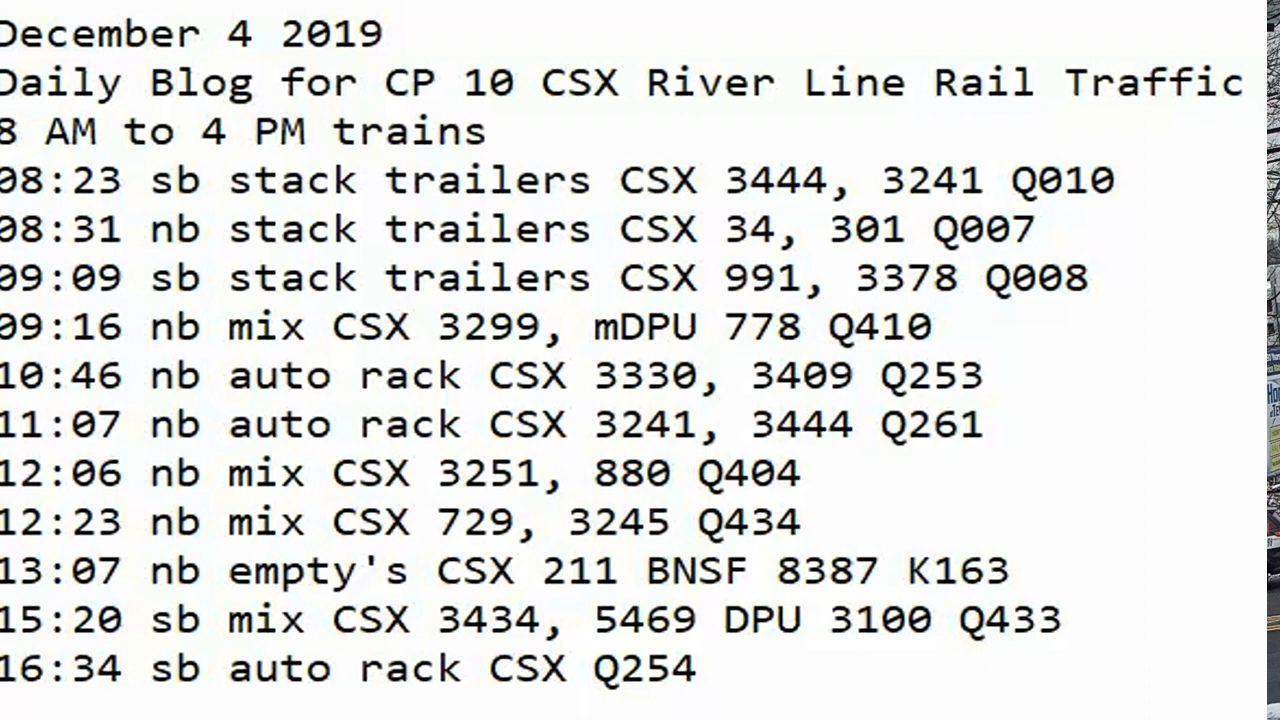 December 4 2019
Daily Blog for CP 10 CSX River Line Rail Traffic
8 AM to 4 PM trains
08:23 sb stack trailers CSX 3444, 3241 Q010
08:31 nb stack trailers CSX 34, 301 Q007
09:09 sb stack trailers CSX 991, 3378 Q008
09:16 nb mix CSX 3299, mDPU 778 Q410
10:46 nb auto rack CSX 3330, 3409 Q253
11:07 nb auto rack CSX 3241, 3444 Q261
12:06 nb mix CSX 3251, 880 Q404
12:23 nb mix CSX 729, 3245 Q434
13:07 nb empty's CSX 211 BNSF 8387 K163
15:20 sb mix CSX 3434, 5469 DPU 3100 Q433
16:34 sb auto rack CSX Q254